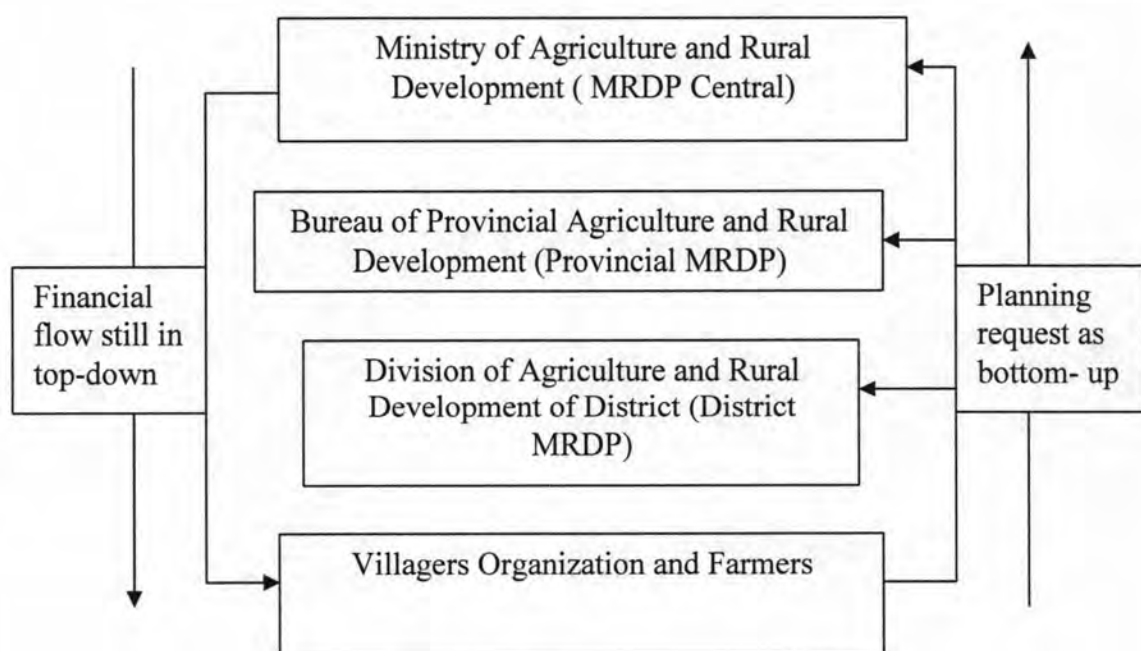 Ministry of Agriculture and Rural
Development ( MRDP Central)
Bureau of Provincial Agriculture and Rural
Development (Provincial MRDP)
Financial
flow still in
top-down
Planning
request as
bottom- up
Division of Agriculture and Rural
Development of District (District
MRDP)
Villagers Organization and Farmers